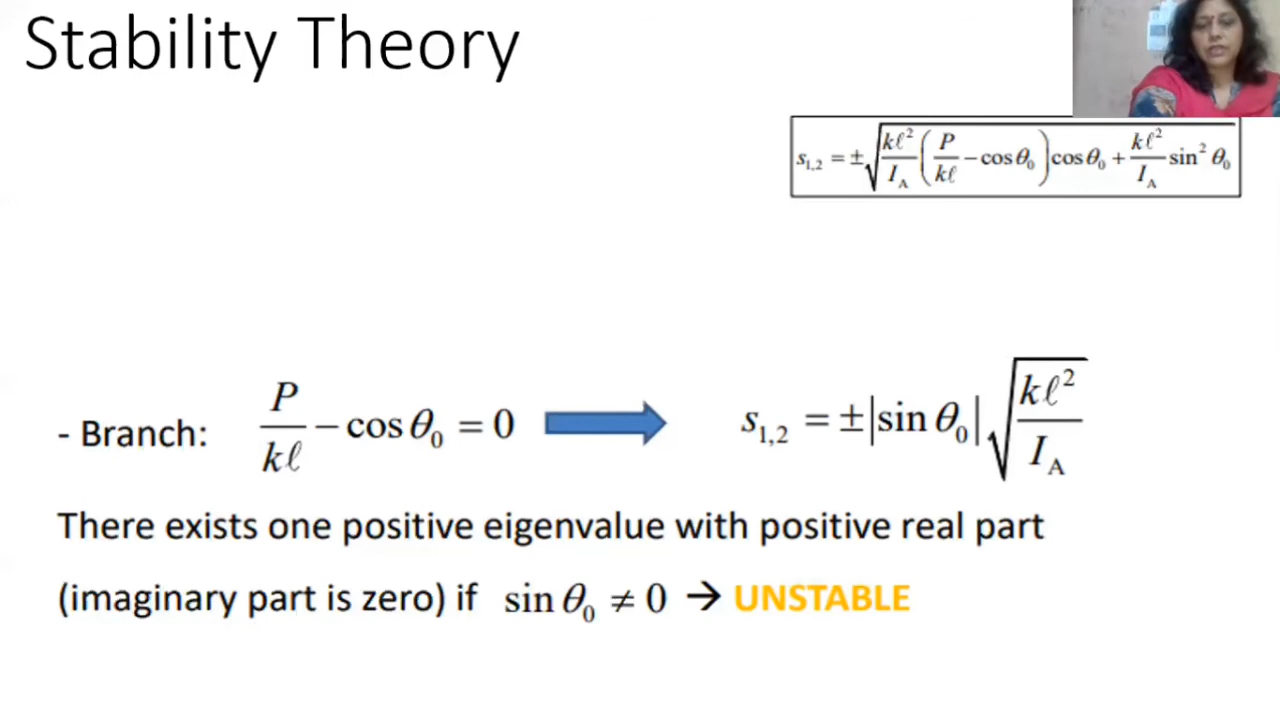 Stability Theory
s₁,₂ = ±√(kℓ²/I_A (P/kℓ − cos θ₀) cos θ₀ + kℓ²/I_A sin² θ₀)
- Branch: P/kℓ − cos θ₀ = 0 s₁,₂ = ±|sin θ₀| √(kℓ²/I_A)
There exists one positive eigenvalue with positive real part
(imaginary part is zero) if sin θ₀ ≠ 0 → UNSTABLE